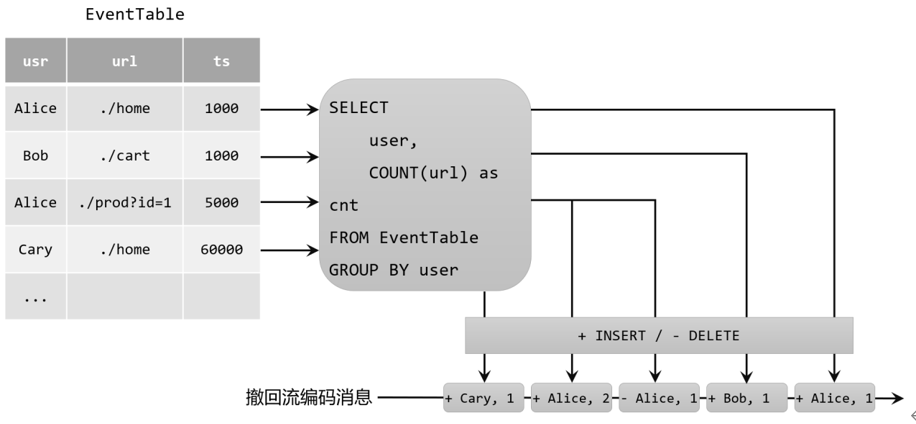 EventTable
usr url ts
Alice ./home 1000
Bob ./cart 1000
Alice ./prod?id=1 5000
Cary ./home 60000
...
SELECT
user,
COUNT(url) as
cnt
FROM EventTable
GROUP BY user
+ INSERT / - DELETE
撤回流编码消息
+ Cary, 1 + Alice, 2 - Alice, 1 + Bob, 1 + Alice, 1